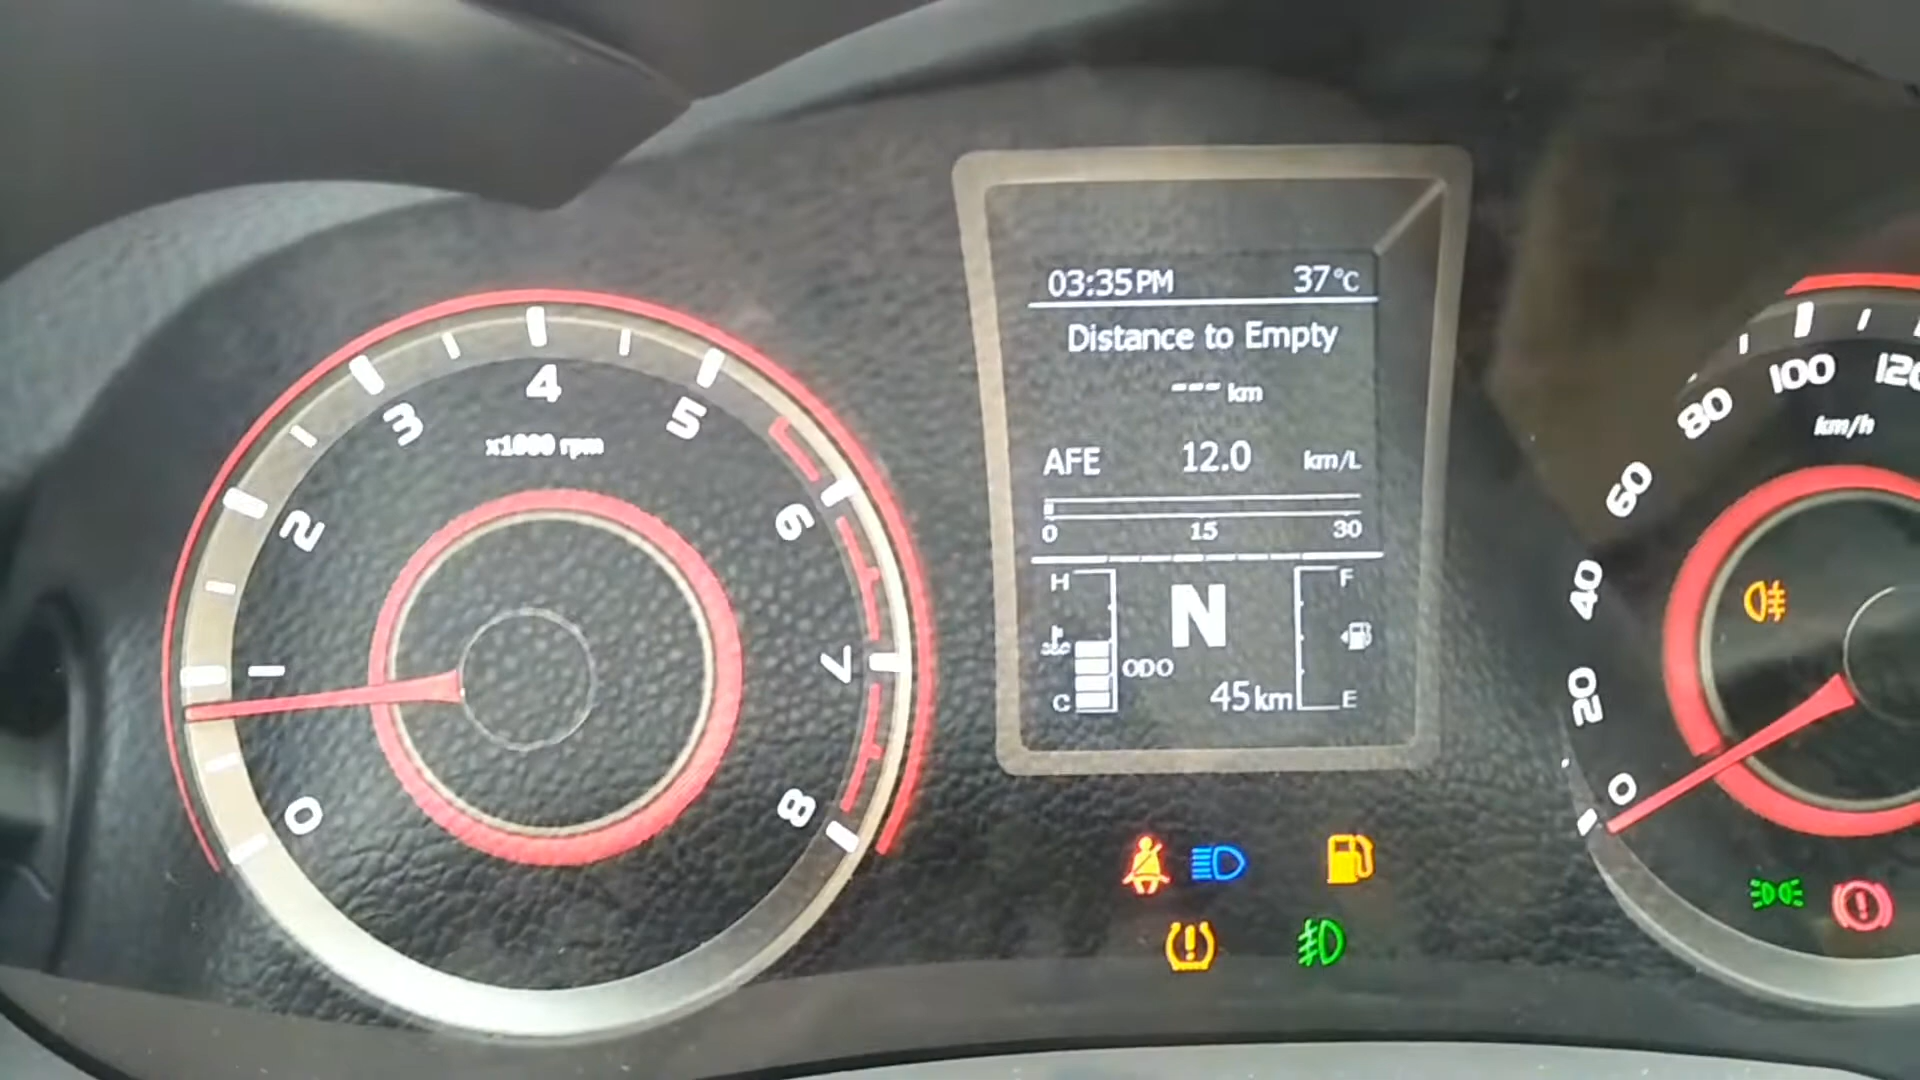 03:35PM 37°C
Distance to Empty
--- km
AFE 12.0 km/L
0 15 30
H N F
ODO
C 45km E
0 1 2 3 4 5 6 7 8
x1000 rpm
0 20 40 60 80 100 120
km/h